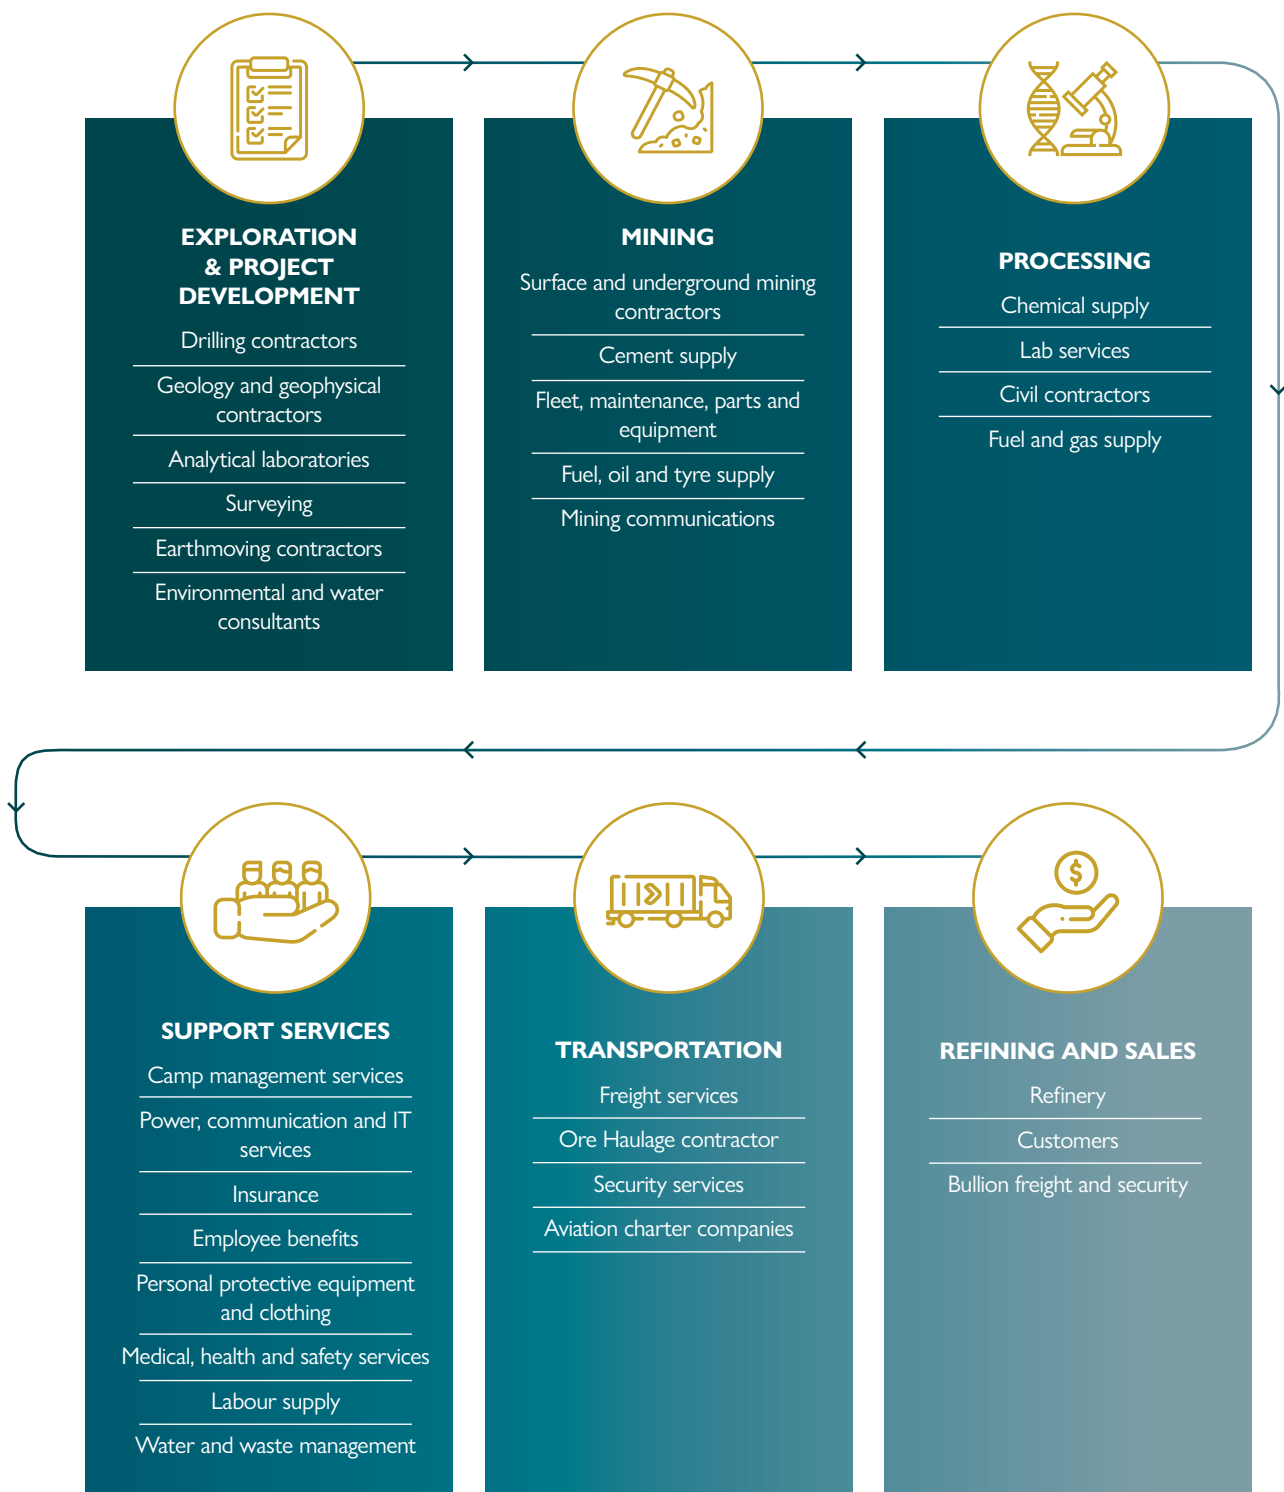 EXPLORATION
& PROJECT
DEVELOPMENT
Drilling contractors
Geology and geophysical
contractors
Analytical laboratories
Surveying
Earthmoving contractors
Environmental and water
consultants
MINING
Surface and underground mining
contractors
Cement supply
Fleet, maintenance, parts and
equipment
Fuel, oil and tyre supply
Mining communications
PROCESSING
Chemical supply
Lab services
Civil contractors
Fuel and gas supply
SUPPORT SERVICES
Camp management services
Power, communication and IT
services
Insurance
Employee benefits
Personal protective equipment
and clothing
Medical, health and safety services
Labour supply
Water and waste management
TRANSPORTATION
Freight services
Ore Haulage contractor
Security services
Aviation charter companies
$
REFINING AND SALES
Refinery
Customers
Bullion freight and security